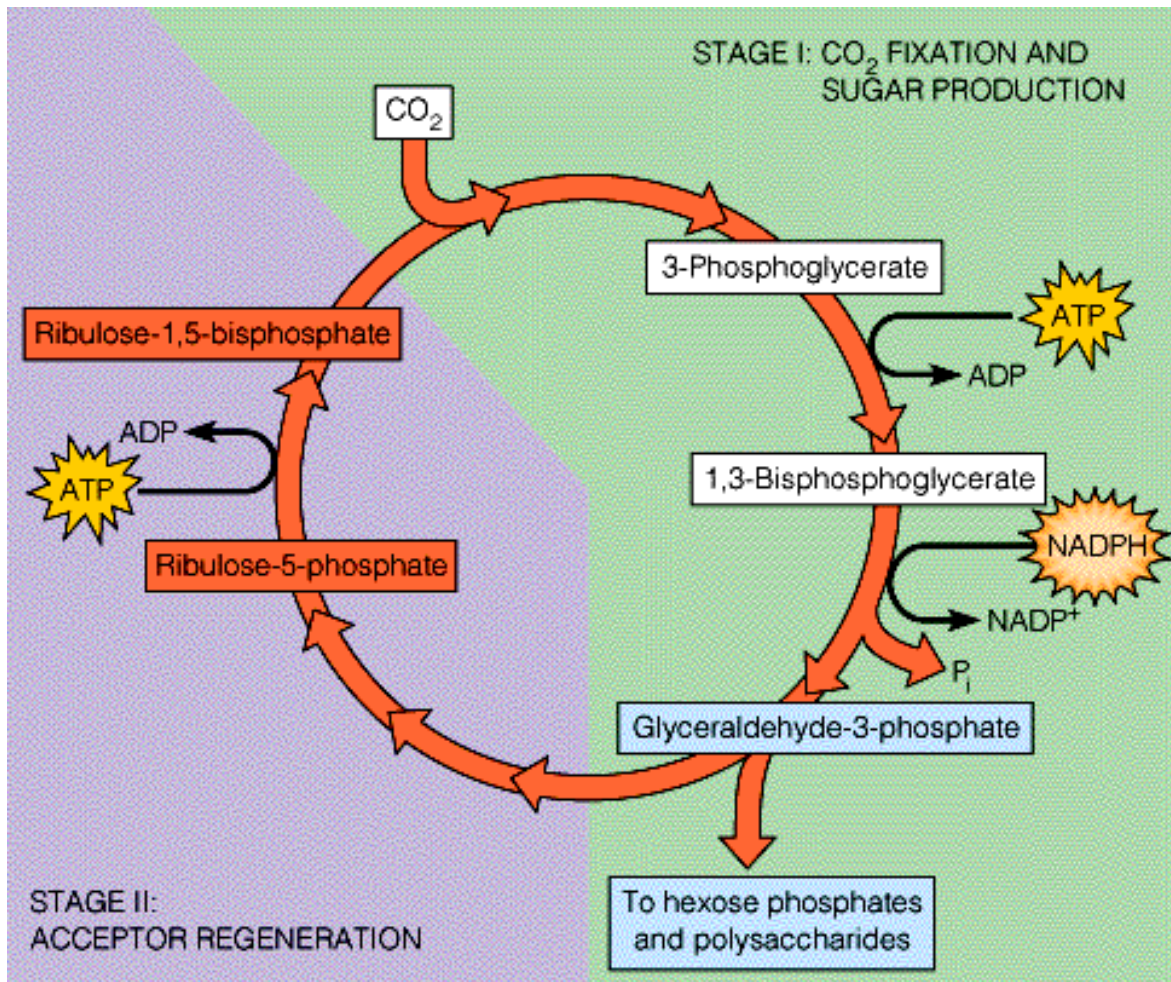 STAGE I: CO₂ FIXATION AND
SUGAR PRODUCTION
CO₂
3-Phosphoglycerate
ATP
ADP
Ribulose-1,5-bisphosphate
ADP
ATP
1,3-Bisphosphoglycerate
NADPH
Ribulose-5-phosphate
NADP⁺
Pᵢ
Glyceraldehyde-3-phosphate
STAGE II:
ACCEPTOR REGENERATION
To hexose phosphates
and polysaccharides